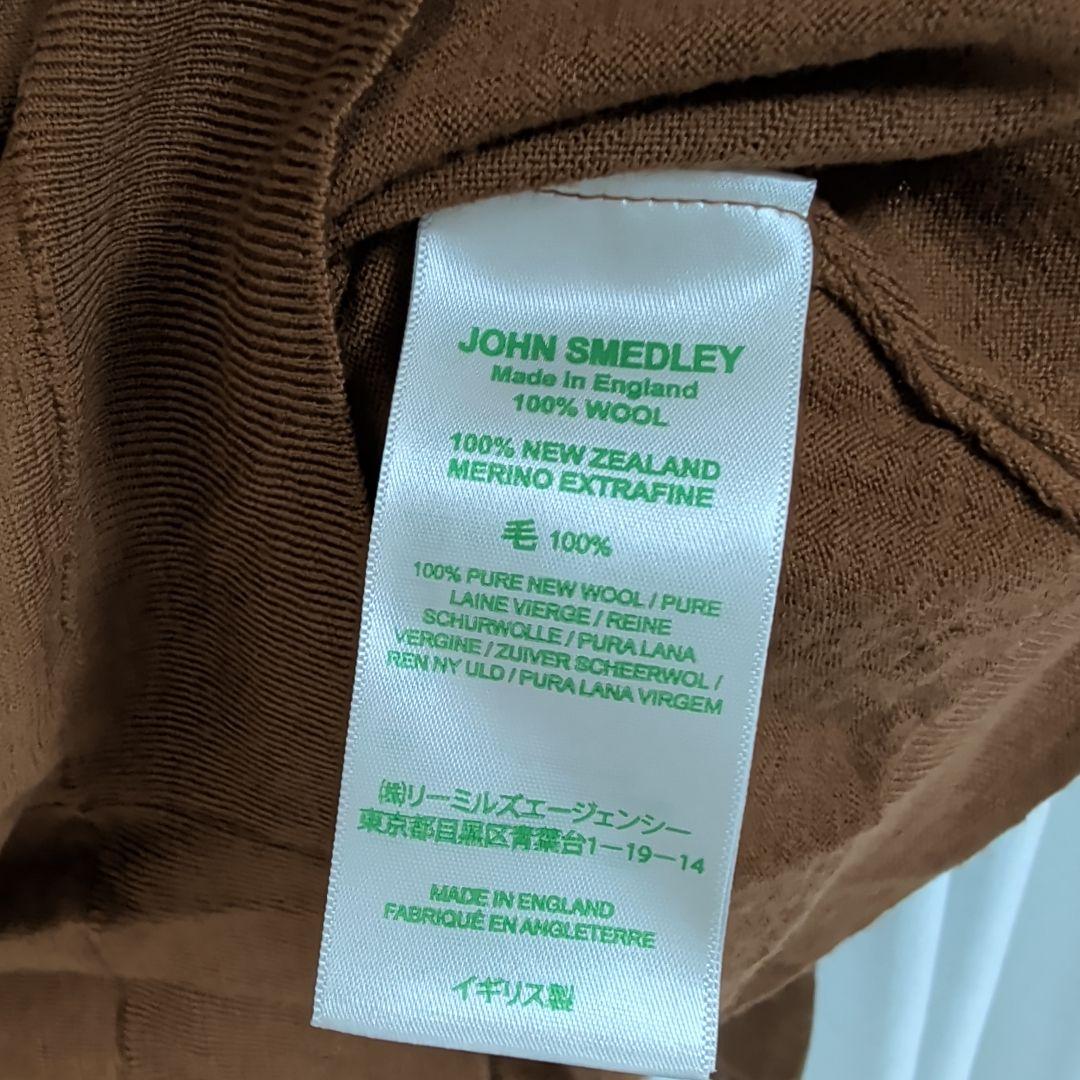 JOHN SMEDLEY
Made in England
100% WOOL
100% NEW ZEALAND
MERINO EXTRAFINE
毛 100%
100% PURE NEW WOOL / PURE
LAINE VIERGE / REINE
SCHURWOLLE / PURA LANA
VERGINE / ZUIVER SCHEERWOL /
REN NY ULD / PURA LANA VIRGEM
㈱リーミルズエージェンシー
東京都目黒区青葉台1-19-14
MADE IN ENGLAND
FABRIQUÉ EN ANGLETERRE
イギリス製